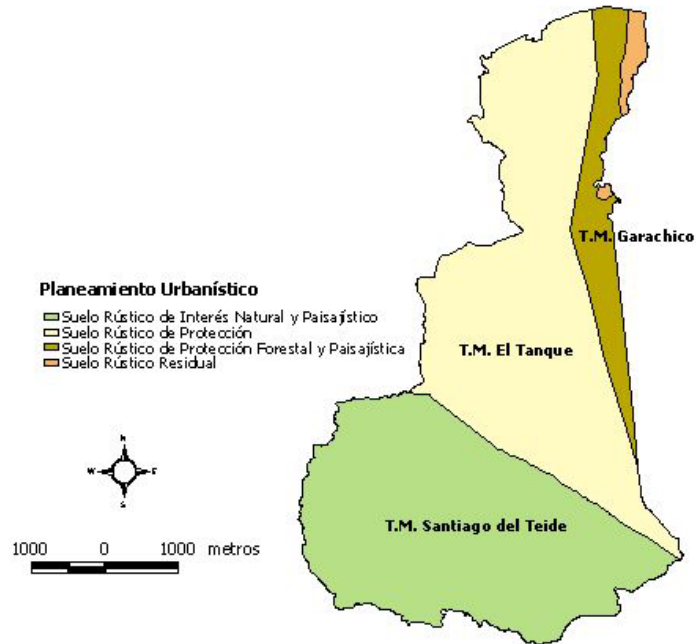 T.M. Garachico
Planeamiento Urbanístico
Suelo Rústico de Interés Natural y Paisajístico
Suelo Rústico de Protección
Suelo Rústico de Protección Forestal y Paisajística
Suelo Rústico Residual
T.M. El Tanque
N
W E
S
T.M. Santiago del Teide
1000 0 1000 metros